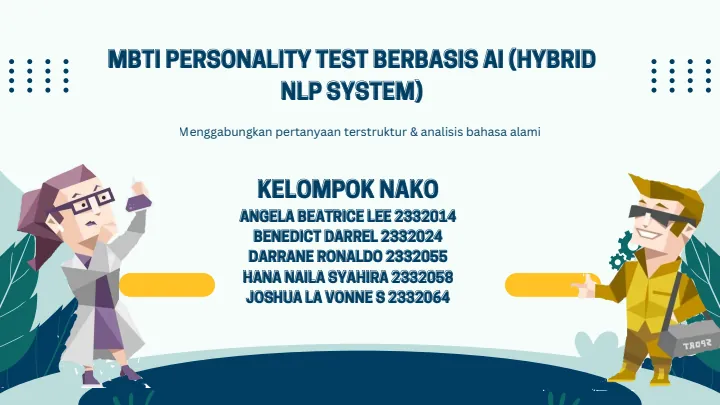 MBTI PERSONALITY TEST BERBASIS AI (HYBRID
NLP SYSTEM)
Menggabungkan pertanyaan terstruktur & analisis bahasa alami
KELOMPOK NAKO
ANGELA BEATRICE LEE 2332014
BENEDICT DARREL 2332024
DARRANE RONALDO 2332055
HANA NAILA SYAHIRA 2332058
JOSHUA LA VONNE S 2332064